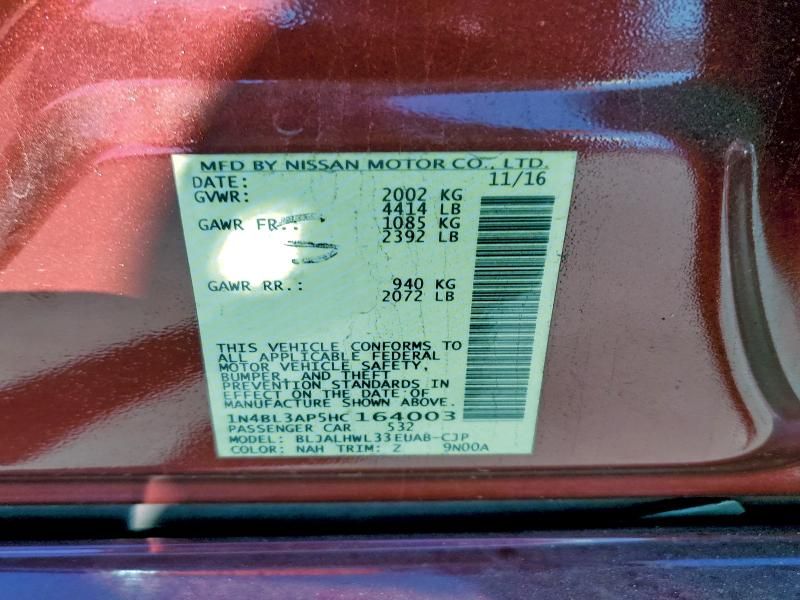 MFD BY NISSAN MOTOR CO., LTD.
DATE: 11/16
GVWR: 2002 KG
4414 LB
GAWR FR.: 1085 KG
2392 LB
GAWR RR.: 940 KG
2072 LB
THIS VEHICLE CONFORMS TO
ALL APPLICABLE FEDERAL
MOTOR VEHICLE SAFETY,
BUMPER, AND THEFT
PREVENTION STANDARDS IN
EFFECT ON THE DATE OF
MANUFACTURE SHOWN ABOVE.
1N4BL3AP5HC164003
PASSENGER CAR 532
MODEL: BLJALHWL33EUAB-CJP
COLOR: NAH TRIM: Z 9N00A